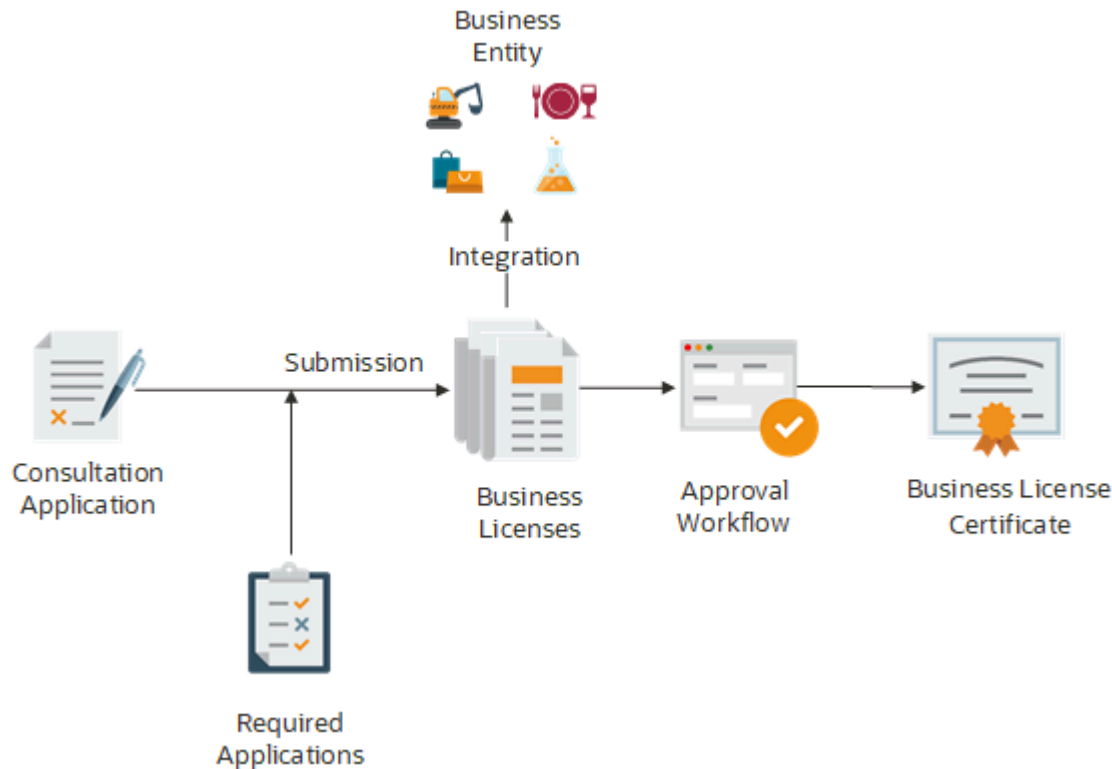 Business
Entity
Integration
Submission
Consultation
Application
Business
Licenses
Approval
Workflow
Business License
Certificate
Required
Applications